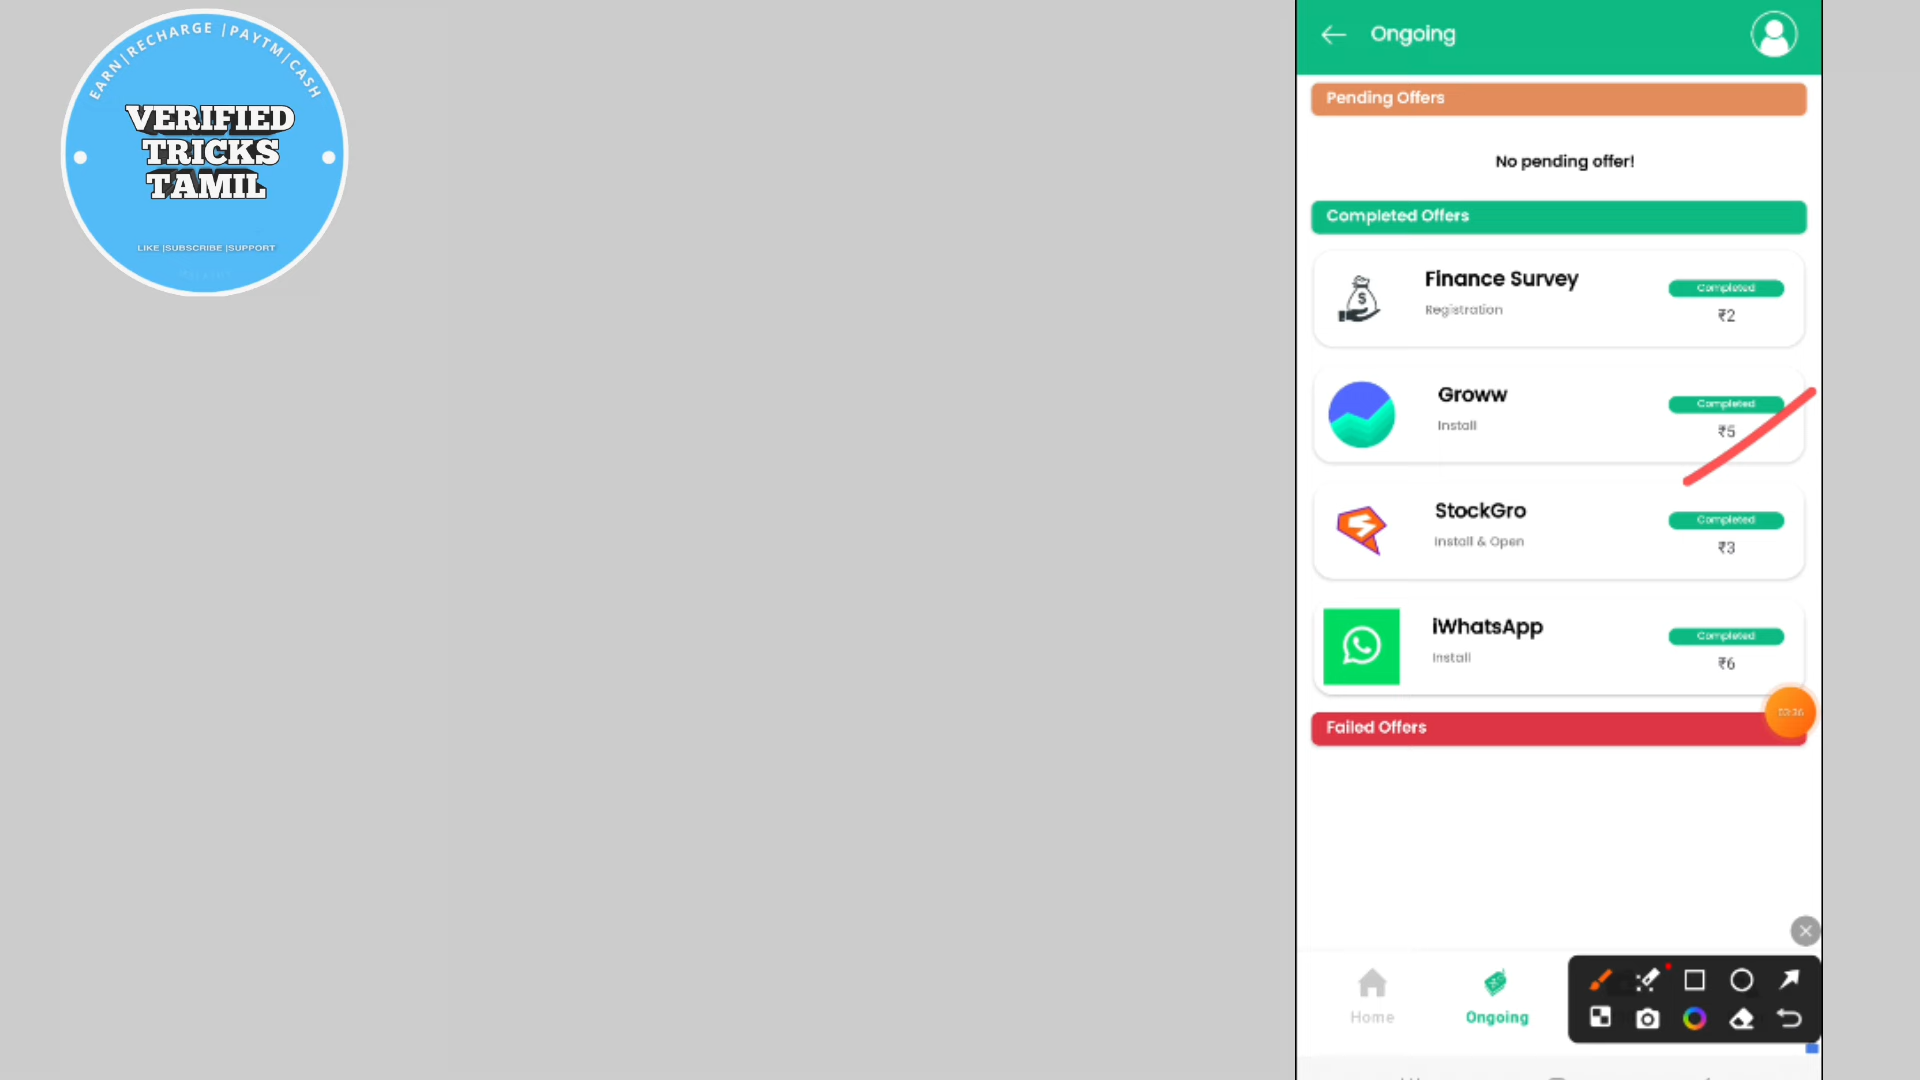 EARN|RECHARGE |PAYTM|CASH
VERIFIED
TRICKS
TAMIL
LIKE |SUBSCRIBE |SUPPORT
Ongoing
Pending Offers
No pending offer!
Completed Offers
Finance Survey
Completed
Registration
₹2
Groww
Completed
Install
₹5
StockGro
Completed
Install & Open
₹3
iWhatsApp
Completed
Install
₹6
Failed Offers
Home
Ongoing